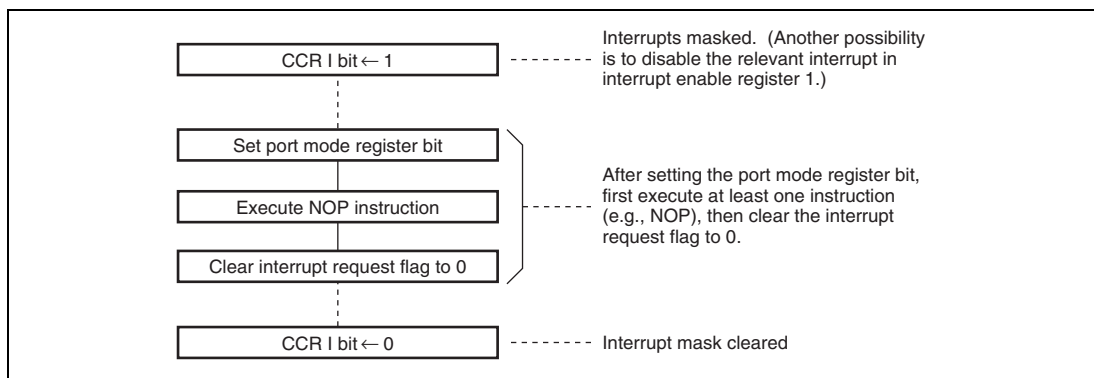 CCR I bit ← 1
Interrupts masked. (Another possibility
is to disable the relevant interrupt in
interrupt enable register 1.)
Set port mode register bit
Execute NOP instruction
Clear interrupt request flag to 0
After setting the port mode register bit,
first execute at least one instruction
(e.g., NOP), then clear the interrupt
request flag to 0.
CCR I bit ← 0
Interrupt mask cleared